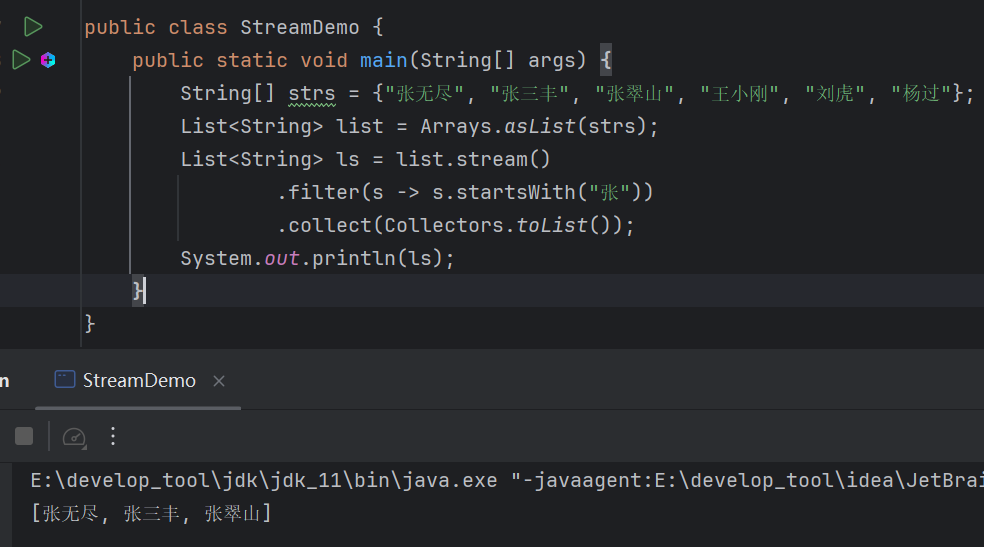 public class StreamDemo {
public static void main(String[] args) {
String[] strs = {"张无尽", "张三丰", "张翠山", "王小刚", "刘虎", "杨过"};
List<String> list = Arrays.asList(strs);
List<String> ls = list.stream()
.filter(s -> s.startsWith("张"))
.collect(Collectors.toList());
System.out.println(ls);
}
}
n StreamDemo ×
E:\develop_tool\jdk\jdk_11\bin\java.exe "-javaagent:E:\develop_tool\idea\JetBrai
[张无尽, 张三丰, 张翠山]